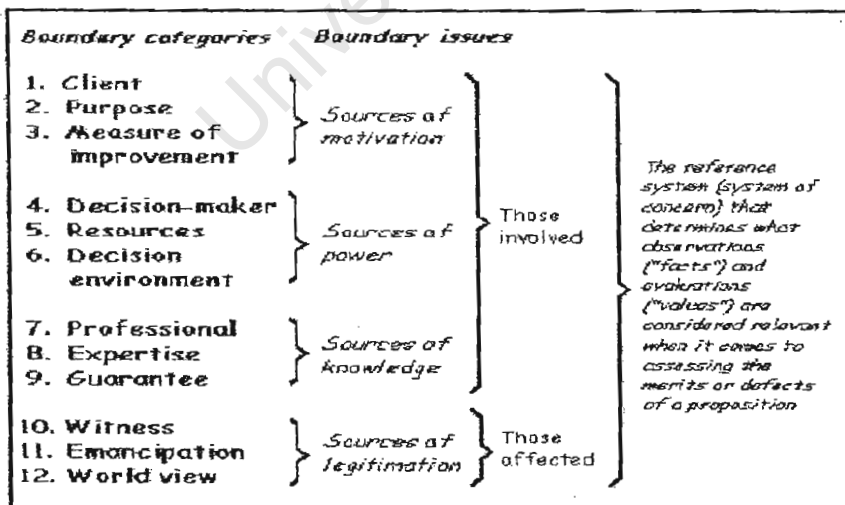 Boundary categories Boundary issues
1. Client
2. Purpose
3. Measure of
improvement
Sources of
motivation
4. Decision-maker
5. Resources
6. Decision
environment
Sources of
power
7. Professional
8. Expertise
9. Guarantee
Sources of
knowledge
Those
involved
10. Witness
11. Emancipation
12. World view
Sources of
legitimation
Those
affected
The reference
system (system of
concern) that
determines what
observations
("facts") and
evaluations
("values") are
considered relevant
when it comes to
assessing the
merits or defects
of a proposition
Unive